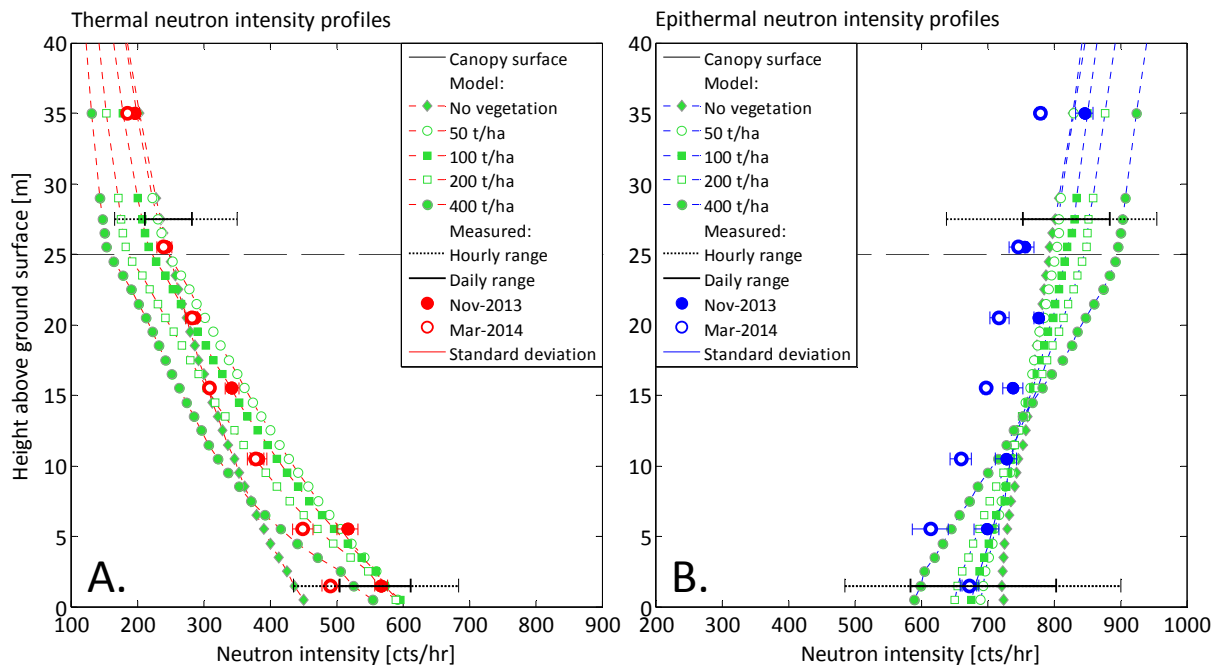 Thermal neutron intensity profiles
Epithermal neutron intensity profiles
Height above ground surface [m]
40
35
30
25
20
15
10
5
0
100 200 300 400 500 600 700 800 900
Neutron intensity [cts/hr]
Canopy surface
Model:
No vegetation
50 t/ha
100 t/ha
200 t/ha
400 t/ha
Measured:
Hourly range
Daily range
Nov-2013
Mar-2014
Standard deviation
A.
40
35
30
25
20
15
10
5
0
200 300 400 500 600 700 800 900 1000
Neutron intensity [cts/hr]
Canopy surface
Model:
No vegetation
50 t/ha
100 t/ha
200 t/ha
400 t/ha
Measured:
Hourly range
Daily range
Nov-2013
Mar-2014
Standard deviation
B.